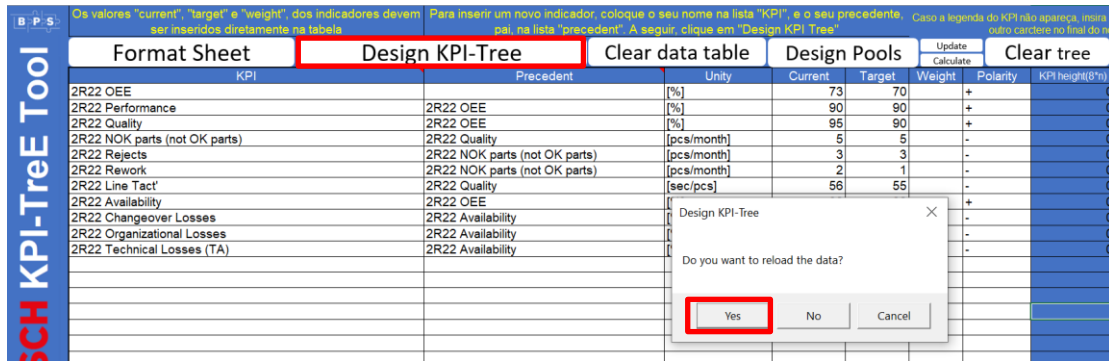 B P S
Os valores "current", "target" e "weight", dos indicadores devem
ser inseridos diretamente na tabela
Para inserir um novo indicador, coloque o seu nome na lista "KPI", e o seu precedente,
pai, na lista "precedent". A seguir, clique em "Design KPI Tree"
Caso a legenda do KPI não apareça, insira
outro carctere no final do
Format Sheet
Design KPI-Tree
Clear data table
Design Pools
Update
Calculate
Clear tree
KPI Precedent Unity Current Target Weight Polarity KPI height(8*n)
2R22 OEE [%] 73 70 +
2R22 Performance 2R22 OEE [%] 90 90 +
2R22 Quality 2R22 OEE [%] 95 90 +
2R22 NOK parts (not OK parts) 2R22 Quality [pcs/month] 5 5 -
2R22 Rejects 2R22 NOK parts (not OK parts) [pcs/month] 3 3 -
2R22 Rework 2R22 NOK parts (not OK parts) [pcs/month] 2 1 -
2R22 Line Tact' 2R22 Quality [sec/pcs] 56 55 -
2R22 Availability 2R22 OEE +
2R22 Changeover Losses 2R22 Availability -
2R22 Organizational Losses 2R22 Availability -
2R22 Technical Losses (TA) 2R22 Availability -
Design KPI-Tree
Do you want to reload the data?
Yes
No
Cancel
SCH KPI-TreE Tool